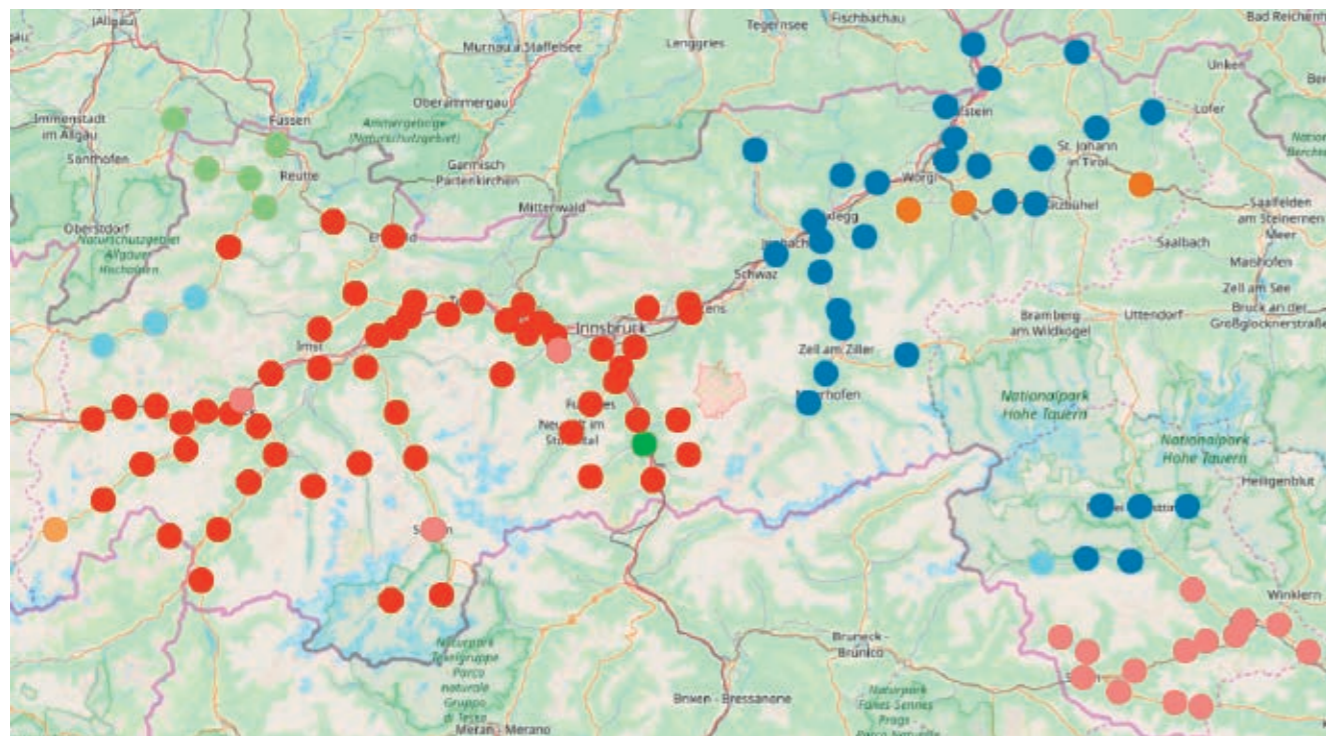 (Allgäu)
Immenstadt
im Allgäu
Sonthofen
Oberstdorf
Naturschutzgebiet
Allgäuer
Hochalpen
Füssen
Reutte
Ammergebirge
(Naturschutzgebiet)
Murnau a.Staffelsee
Oberammergau
Garmisch
Partenkirchen
Mittenwald
Lenggries
Tegernsee
Fischbachau
Bad Reichenh
Unken
Lofer
St. Johann
in Tirol
Wörgl
Schwaz
Saalfelden
am Steinernen
Meer
Saalbach
Maishofen
Zell am See
Bruck an der
Großglocknerstraße
Uttendorf
Bramberg
am Wildkogel
Zell am Ziller
Imst
Innsbruck
Nationalpark
Hohe Tauern
Nationalpark
Hohe Tauern
Heiligenblut
Winklern
Bruneck -
Brunico
Brixen - Bressanone
Naturpark
Texelgruppe
Parco
naturale
Gruppo
di Tessa
Meran - Merano
Naturpark
Fanes-Sennes
Prags -
Parco Naturale